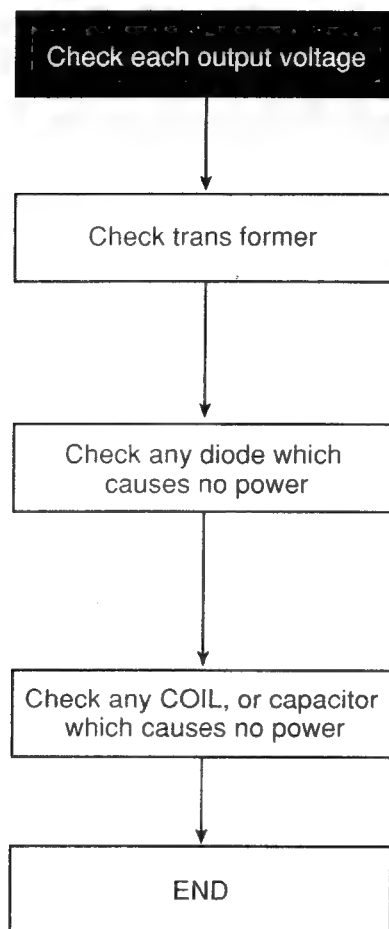 Check each output voltage
Check trans former
Check any diode which
causes no power
Check any COIL, or capacitor
which causes no power
END